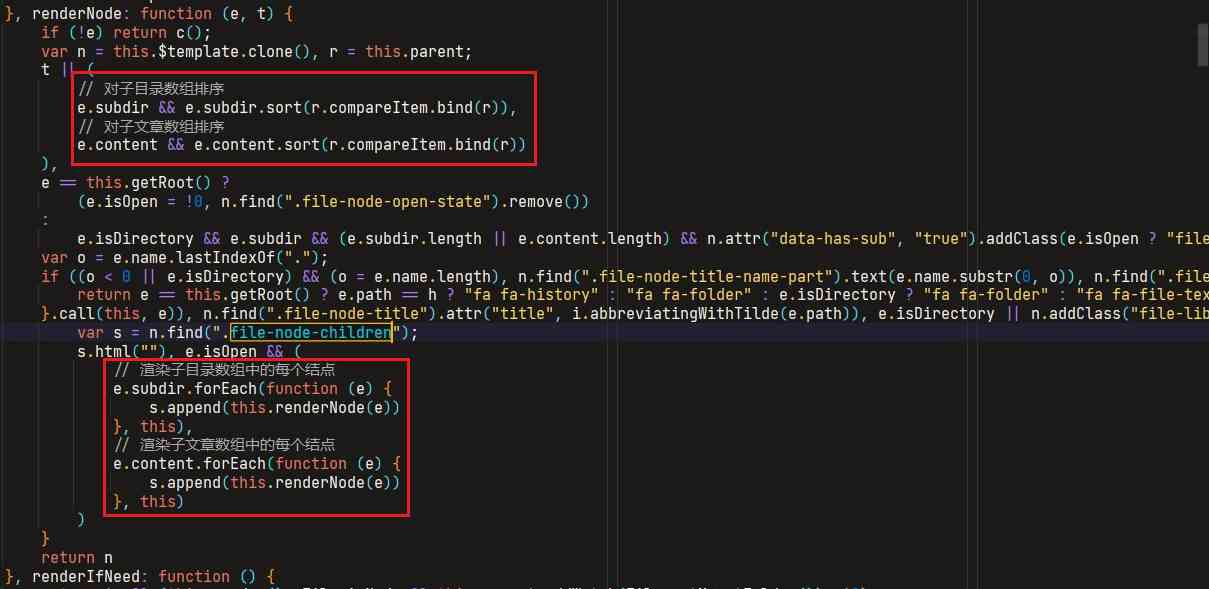 }, renderNode: function (e, t) {
if (!e) return c();
var n = this.$template.clone(), r = this.parent;
t || (
// 对子目录数组排序
e.subdir && e.subdir.sort(r.compareItem.bind(r)),
// 对子文章数组排序
e.content && e.content.sort(r.compareItem.bind(r))
),
e == this.getRoot() ?
(e.isOpen = !0, n.find(".file-node-open-state").remove())
:
e.isDirectory && e.subdir && (e.subdir.length || e.content.length) && n.attr("data-has-sub", "true").addClass(e.isOpen ? "file
var o = e.name.lastIndexOf(".");
if ((o < 0 || e.isDirectory) && (o = e.name.length), n.find(".file-node-title-name-part").text(e.name.substr(0, o)), n.find(".file
return e == this.getRoot() ? e.path == h ? "fa fa-history" : "fa fa-folder" : e.isDirectory ? "fa fa-folder" : "fa fa-file-tex
}.call(this, e)), n.find(".file-node-title").attr("title", i.abbreviatingWithTilde(e.path)), e.isDirectory || n.addClass("file-lib
var s = n.find(".file-node-children");
s.html(""), e.isOpen && (
// 渲染子目录数组中的每个结点
e.subdir.forEach(function (e) {
s.append(this.renderNode(e))
}, this),
// 渲染子文章数组中的每个结点
e.content.forEach(function (e) {
s.append(this.renderNode(e))
}, this)
)
}
return n
}, renderIfNeed: function () {